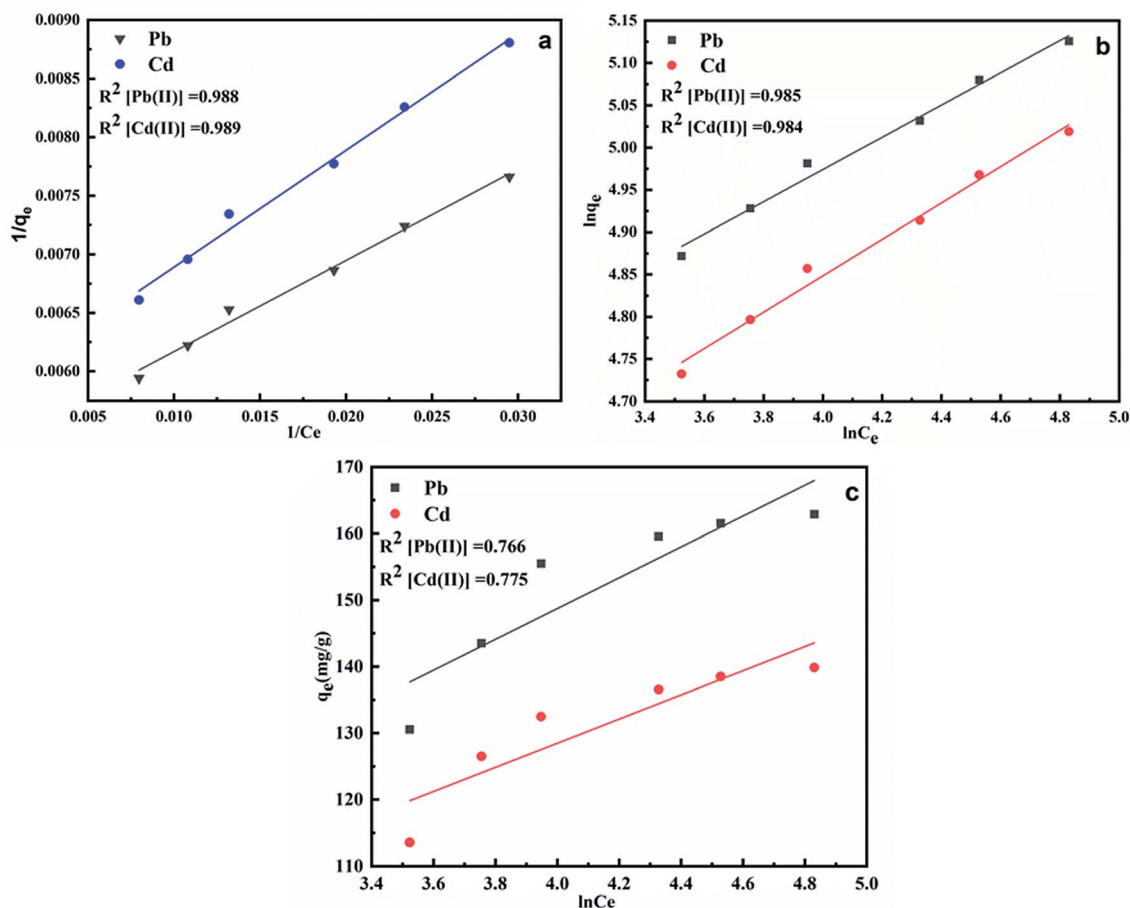 a
Pb
Cd
R² [Pb(II)] =0.988
R² [Cd(II)] =0.989
0.0090
0.0085
0.0080
0.0075
0.0070
0.0065
0.0060
1/qₑ
0.005 0.010 0.015 0.020 0.025 0.030
1/Ce
b
Pb
Cd
R² [Pb(II)] =0.985
R² [Cd(II)] =0.984
5.15
5.10
5.05
5.00
4.95
4.90
4.85
4.80
4.75
4.70
lnqₑ
3.4 3.6 3.8 4.0 4.2 4.4 4.6 4.8 5.0
lnCₑ
c
Pb
Cd
R² [Pb(II)] =0.766
R² [Cd(II)] =0.775
170
160
150
140
130
120
110
qₑ(mg/g)
3.4 3.6 3.8 4.0 4.2 4.4 4.6 4.8 5.0
lnCe